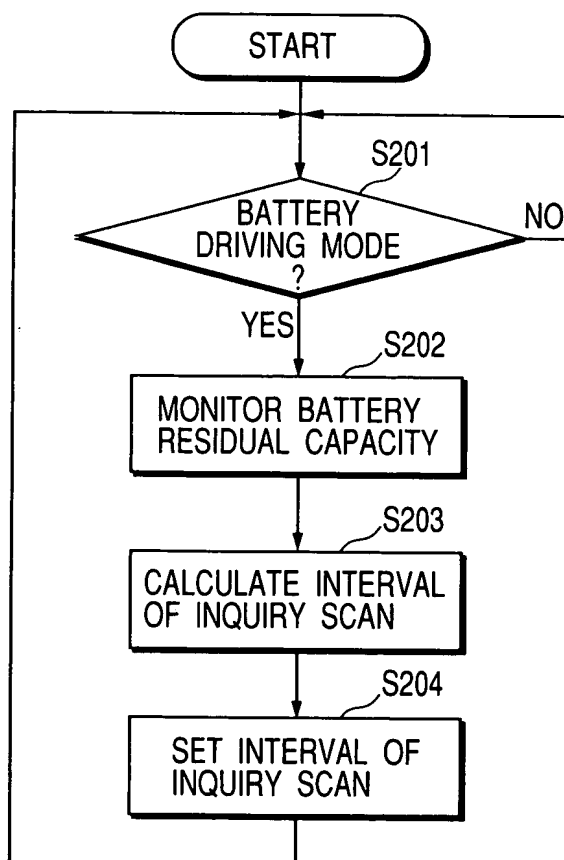 START
S201
BATTERY
DRIVING MODE
?
NO
YES
S202
MONITOR BATTERY
RESIDUAL CAPACITY
S203
CALCULATE INTERVAL
OF INQUIRY SCAN
S204
SET INTERVAL OF
INQUIRY SCAN